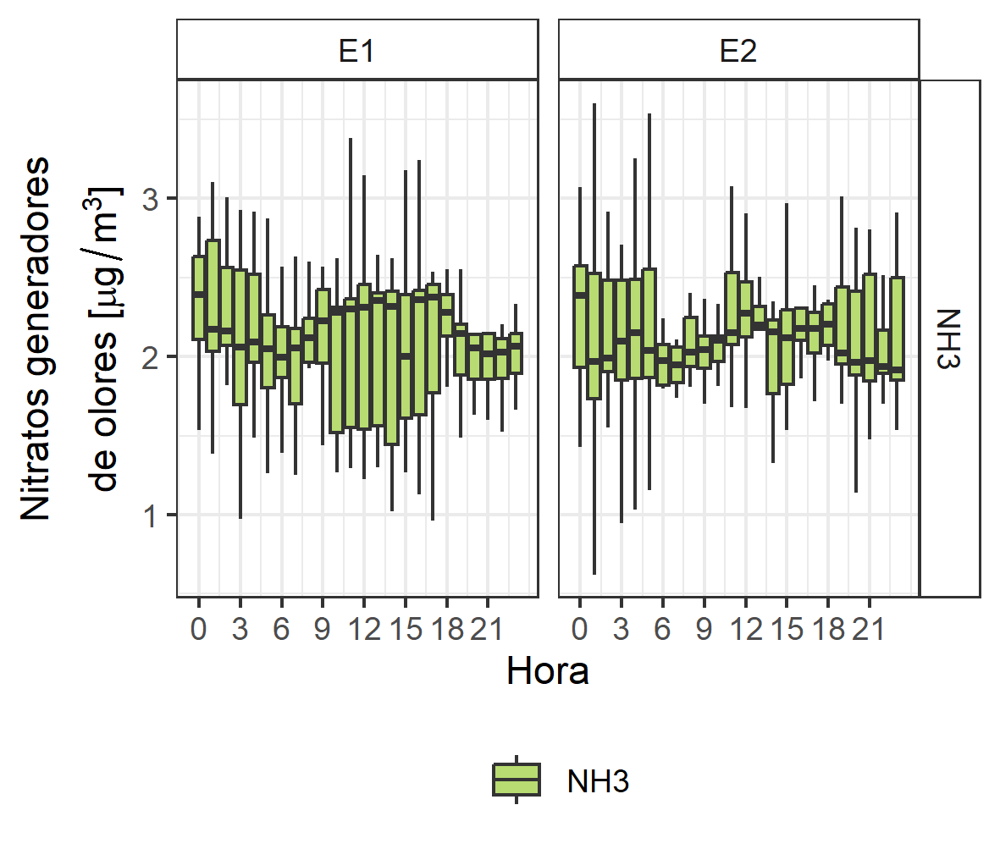 E1
E2
NH3
Nitratos generadores
de olores [μg / m³]
3
2
1
0 3 6 9 12 15 18 21
0 3 6 9 12 15 18 21
Hora
NH3